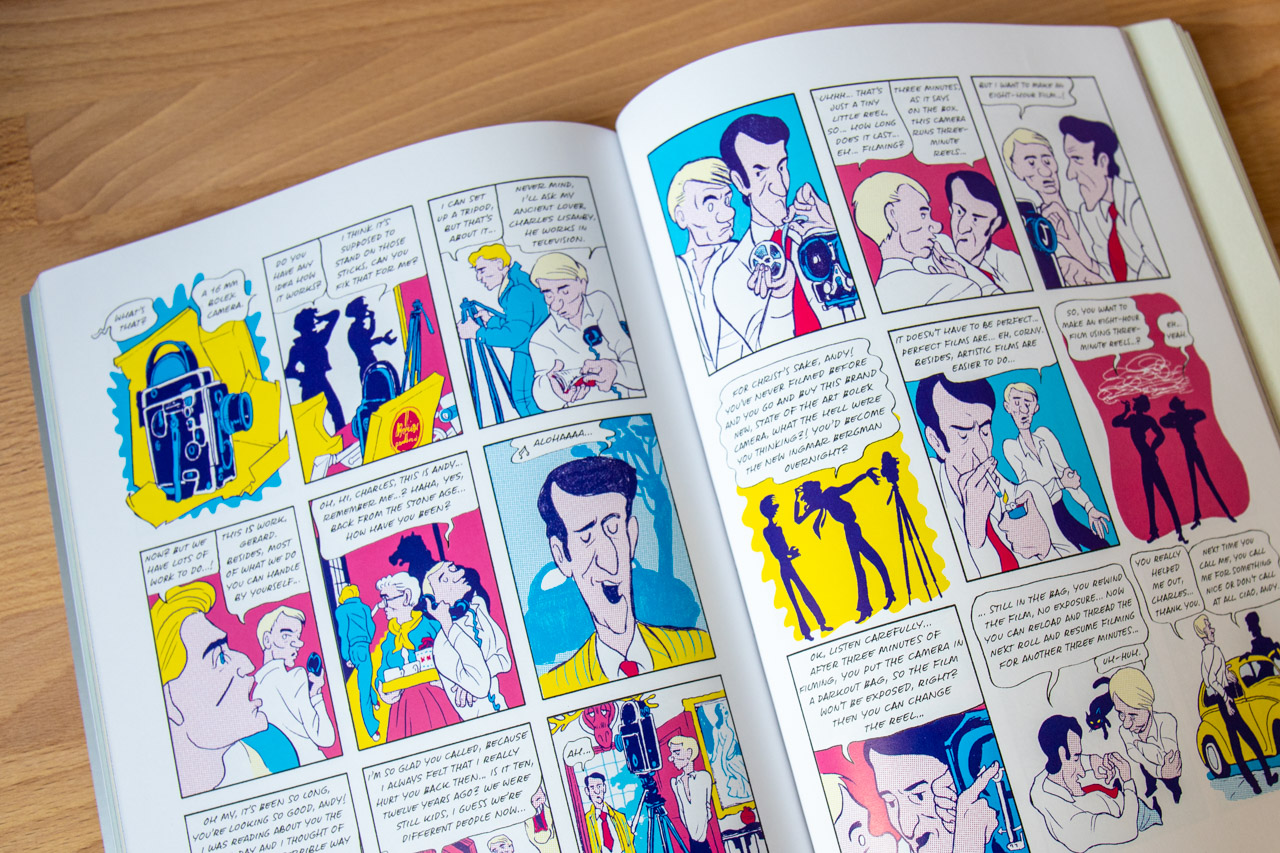 WHAT'S
THAT?
A 16 MM
BOLEX
CAMERA.
DO YOU
HAVE ANY
IDEA HOW
IT WORKS?
I THINK IT'S
SUPPOSED TO
STAND ON THOSE
STICKS, CAN YOU
FIX THAT FOR ME?
I CAN SET
UP A TRIPOD,
BUT THAT'S
ABOUT IT...
NEVER MIND,
I'LL ASK MY
ANCIENT LOVER,
CHARLES LISANBY.
HE WORKS IN
TELEVISION.
NOW? BUT WE
HAVE LOTS OF
WORK TO DO...!
THIS IS WORK,
GERARD.
BESIDES, MOST
OF WHAT WE DO
YOU CAN HANDLE
BY YOURSELF...
OH, HI, CHARLES, THIS IS ANDY...
REMEMBER ME...? HAHA, YES,
BACK FROM THE STONE AGE...
HOW HAVE YOU BEEN?
ALOHAAAA...
OH MY, IT'S BEEN SO LONG,
YOU'RE LOOKING SO GOOD, ANDY!
I WAS READING ABOUT YOU THE
DAY AND I THOUGHT OF
WAY
I'M SO GLAD YOU CALLED, BECAUSE
I ALWAYS FELT THAT I REALLY
HURT YOU BACK THEN... IS IT TEN,
TWELVE YEARS AGO? WE WERE
STILL KIDS, I GUESS WE'RE
DIFFERENT PEOPLE NOW...
AH...
UHHH... THAT'S
JUST A TINY
LITTLE REEL.
SO... HOW LONG
DOES IT LAST...
EH... FILMING?
THREE MINUTES,
AS IT SAYS
ON THE BOX.
THIS CAMERA
RUNS THREE-
MINUTE
REELS...
BUT I WANT TO MAKE AN
EIGHT-HOUR FILM...!
FOR CHRIST'S SAKE, ANDY!
YOU'VE NEVER FILMED BEFORE
AND YOU GO AND BUY THIS BRAND
NEW, STATE OF THE ART BOLEX
CAMERA, WHAT THE HELL WERE
YOU THINKING?! YOU'D BECOME
THE NEW INGMAR BERGMAN
OVERNIGHT?
IT DOESN'T HAVE TO BE PERFECT...
PERFECT FILMS ARE... EH, CORNY.
BESIDES, ARTISTIC FILMS ARE
EASIER TO DO...
SO, YOU WANT TO
MAKE AN EIGHT-HOUR
FILM USING THREE-
MINUTE REELS..?
EH...
YEAH.
OK, LISTEN CAREFULLY...
AFTER THREE MINUTES OF
FILMING, YOU PUT THE CAMERA IN
A DARKOUT BAG, SO THE FILM
WON'T BE EXPOSED, RIGHT?
THEN YOU CAN CHANGE
THE REEL...
... STILL IN THE BAG, YOU REWIND
THE FILM, NO EXPOSURE... NOW
YOU CAN RELOAD AND THREAD THE
NEXT ROLL AND RESUME FILMING
FOR ANOTHER THREE MINUTES...
UH-HUH.
YOU REALLY
HELPED
ME OUT,
CHARLES...
THANK YOU.
NEXT TIME YOU
CALL ME, YOU CALL
ME FOR SOMETHING
NICE OR DON'T CALL
AT ALL. CIAO, ANDY